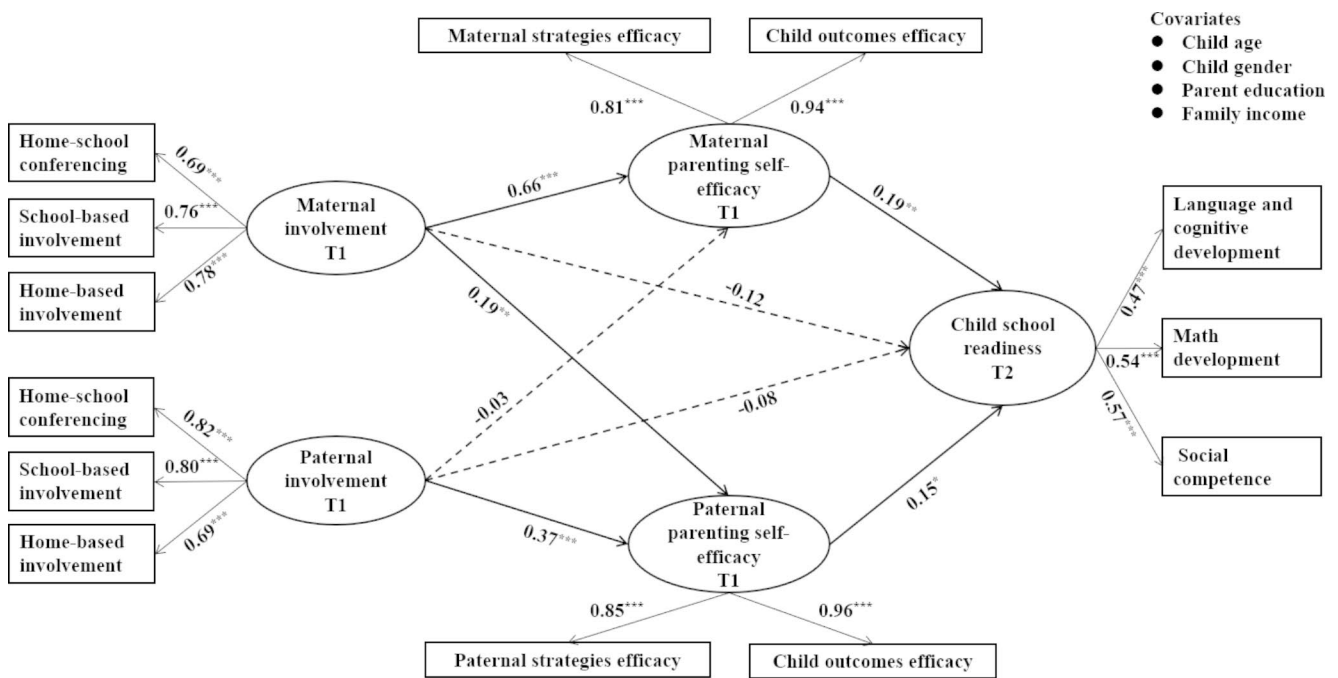 Maternal strategies efficacy
Child outcomes efficacy
Covariates
● Child age
● Child gender
● Parent education
● Family income
0.81***
0.94***
Home-school
conferencing
0.69***
School-based
involvement
0.76***
Home-based
involvement
0.78***
Maternal
involvement
T1
0.66***
Maternal
parenting self-
efficacy
T1
0.19**
-0.12
0.19**
Language and
cognitive
development
0.47***
Child school
readiness
T2
Math
development
0.54***
Social
competence
0.57***
Home-school
conferencing
0.82***
School-based
involvement
0.80***
Home-based
involvement
0.69***
Paternal
involvement
T1
-0.03
-0.08
0.37***
Paternal
parenting self-
efficacy
T1
0.15*
0.85***
0.96***
Paternal strategies efficacy
Child outcomes efficacy